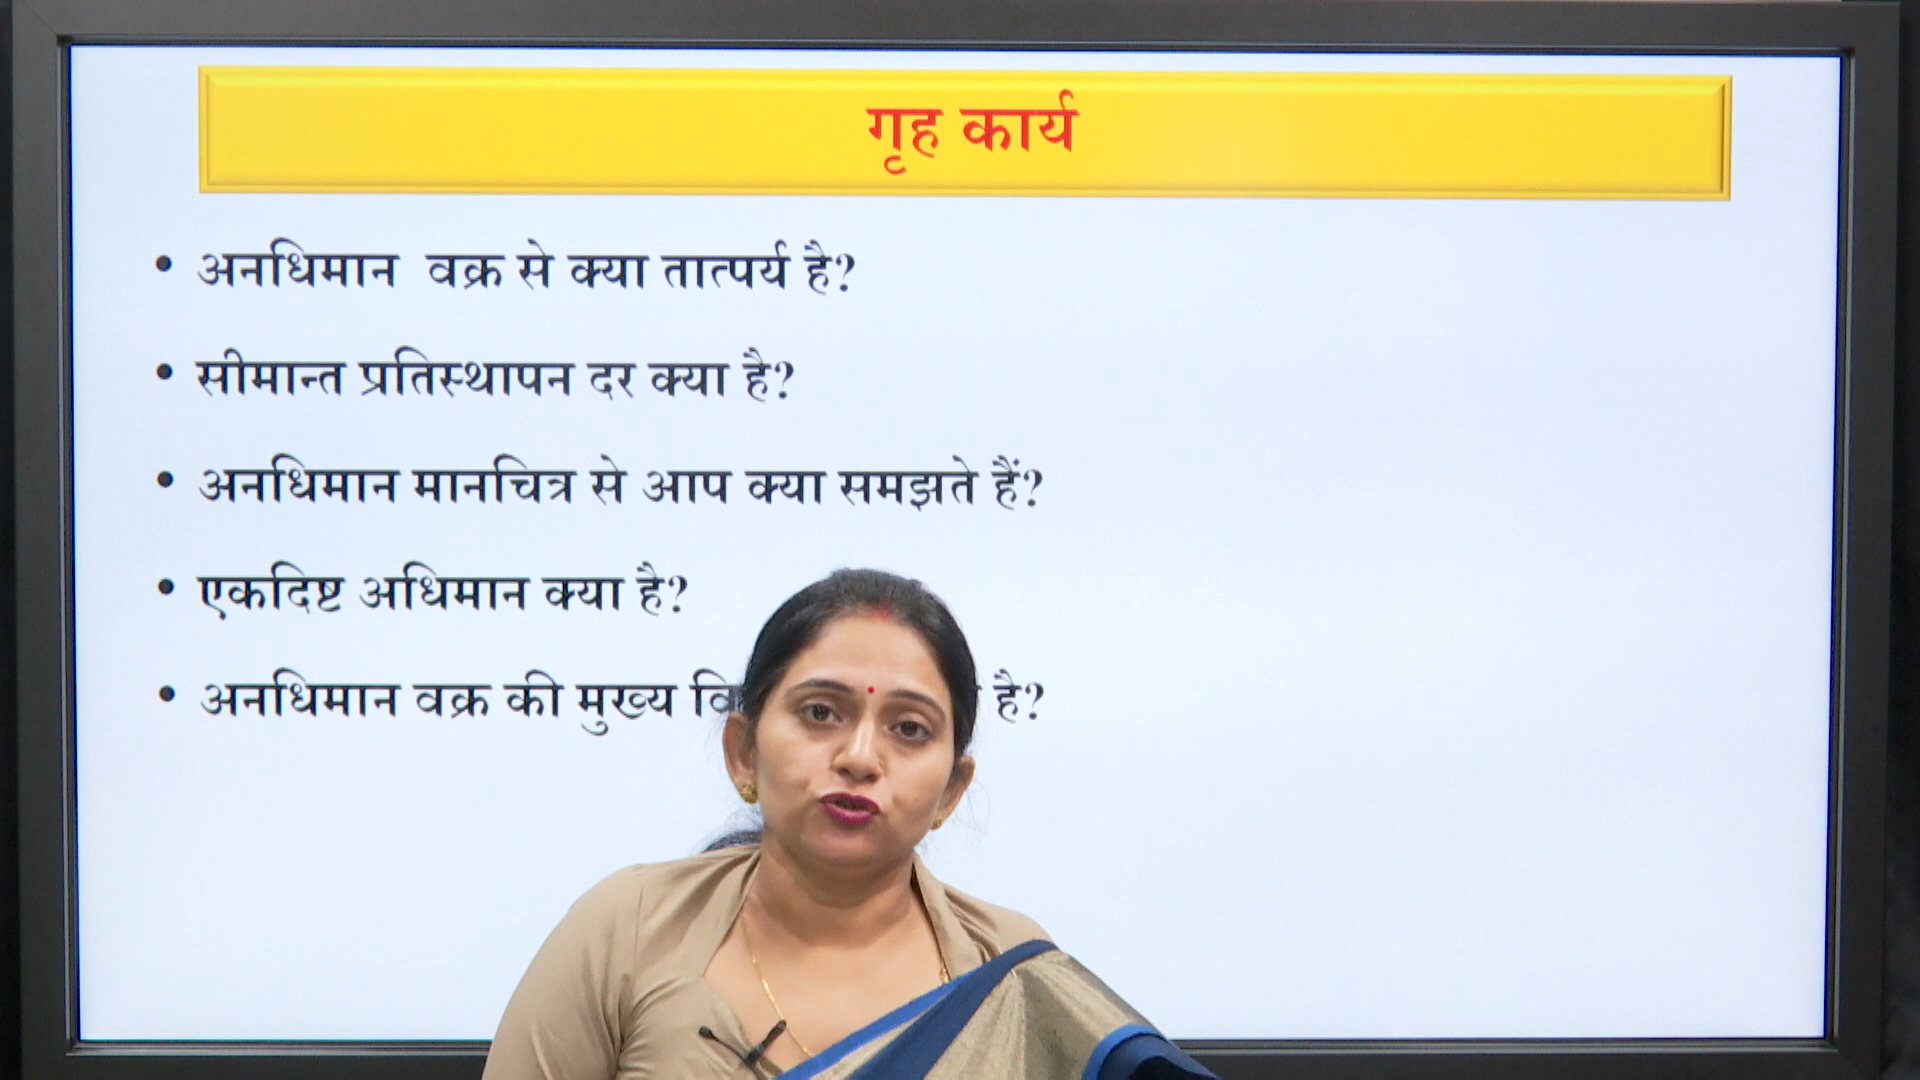 गृह कार्य
• अनधिमान वक्र से क्या तात्पर्य है?
• सीमान्त प्रतिस्थापन दर क्या है?
• अनधिमान मानचित्र से आप क्या समझते हैं?
• एकदिष्ट अधिमान क्या है?
• अनधिमान वक्र की मुख्य है?